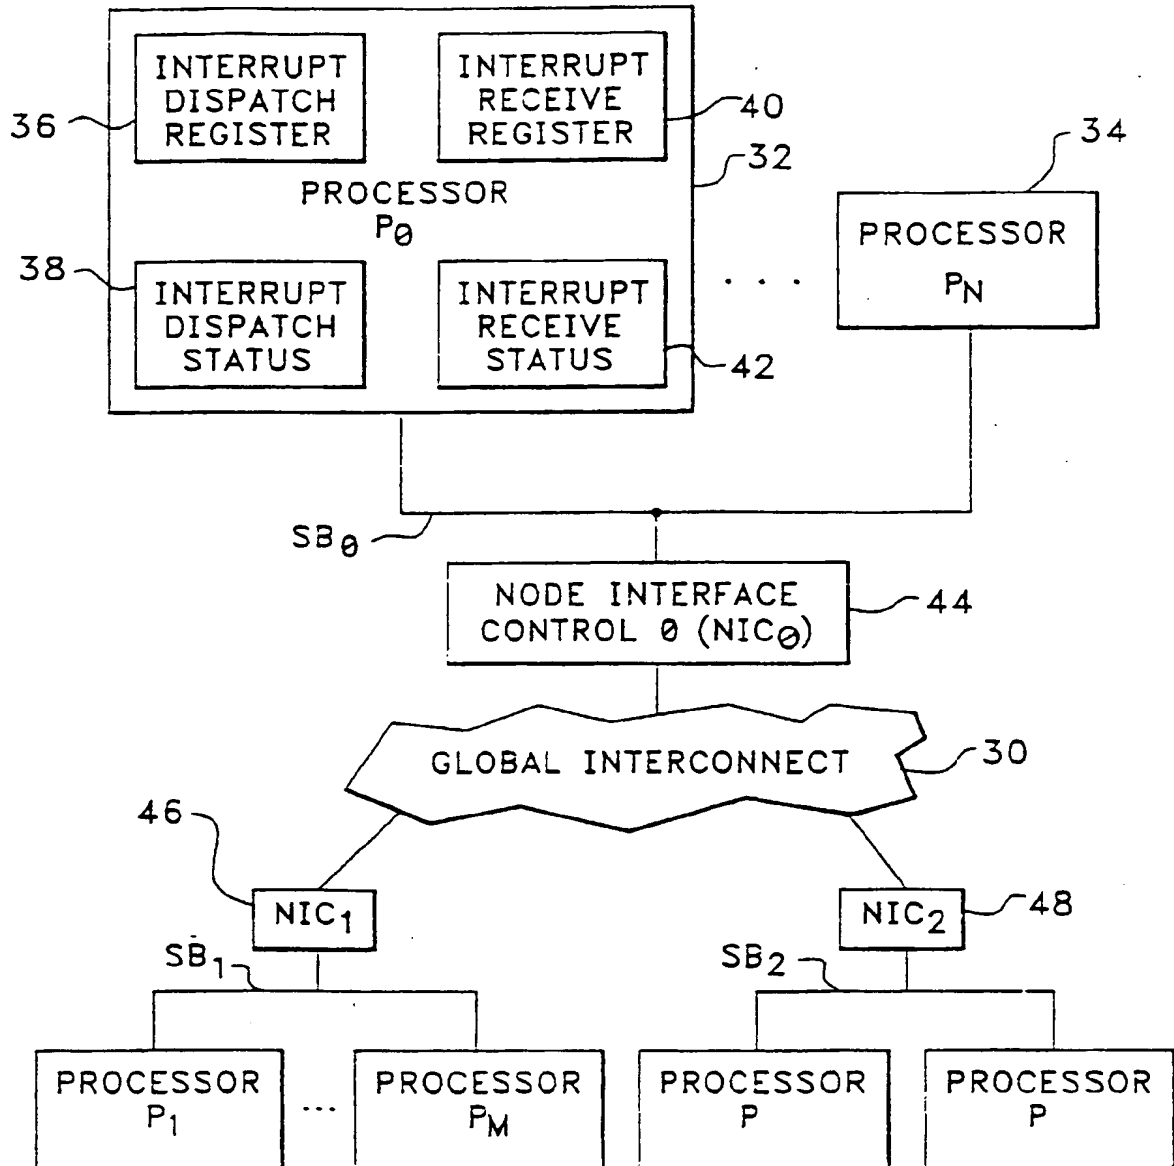 INTERRUPT
DISPATCH
REGISTER
36
INTERRUPT
RECEIVE
REGISTER
40
32
PROCESSOR
P0
34
PROCESSOR
PN
38
INTERRUPT
DISPATCH
STATUS
INTERRUPT
RECEIVE
STATUS
42
. . .
SB0
NODE INTERFACE
CONTROL 0 (NIC0)
44
GLOBAL INTERCONNECT
30
46
NIC1
NIC2
48
SB1
SB2
PROCESSOR
P1
...
PROCESSOR
PM
PROCESSOR
P
PROCESSOR
P